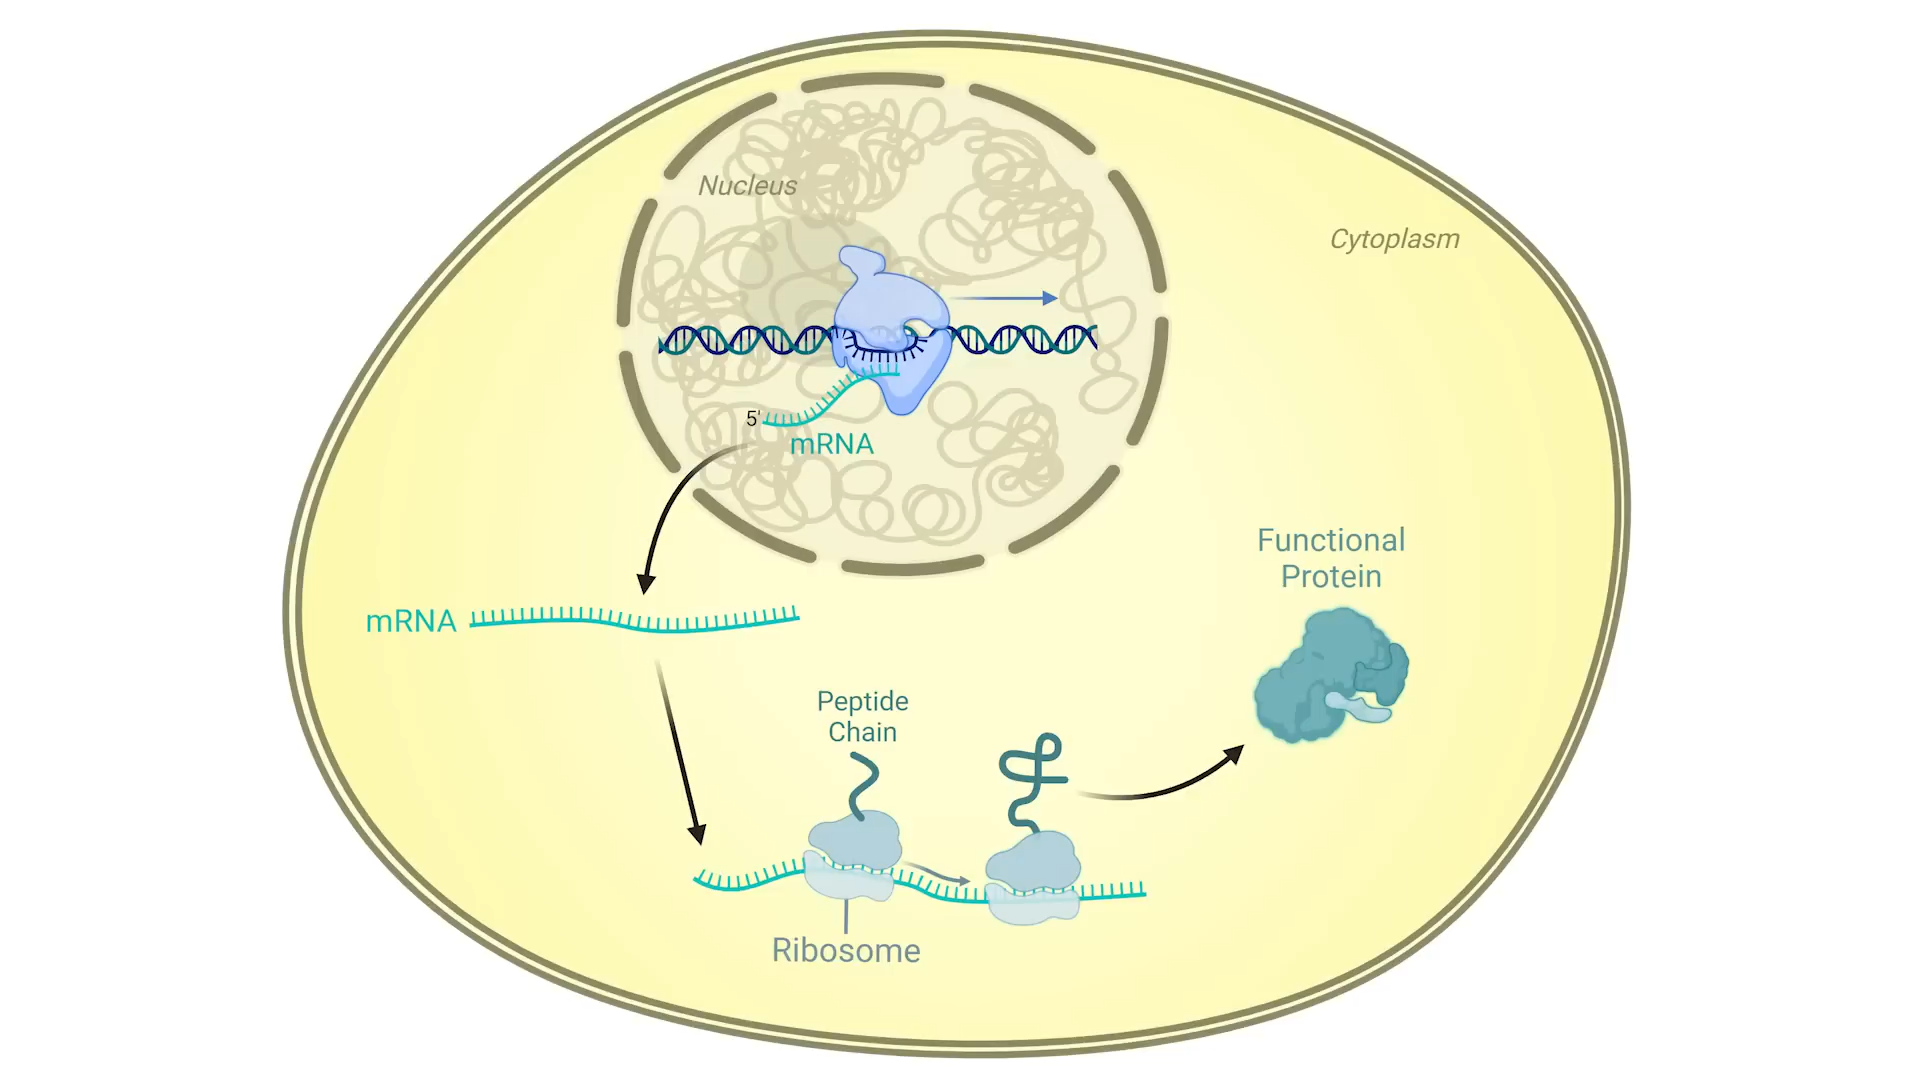 Nucleus
Cytoplasm
5'
mRNA
Functional
Protein
mRNA
Peptide
Chain
Ribosome